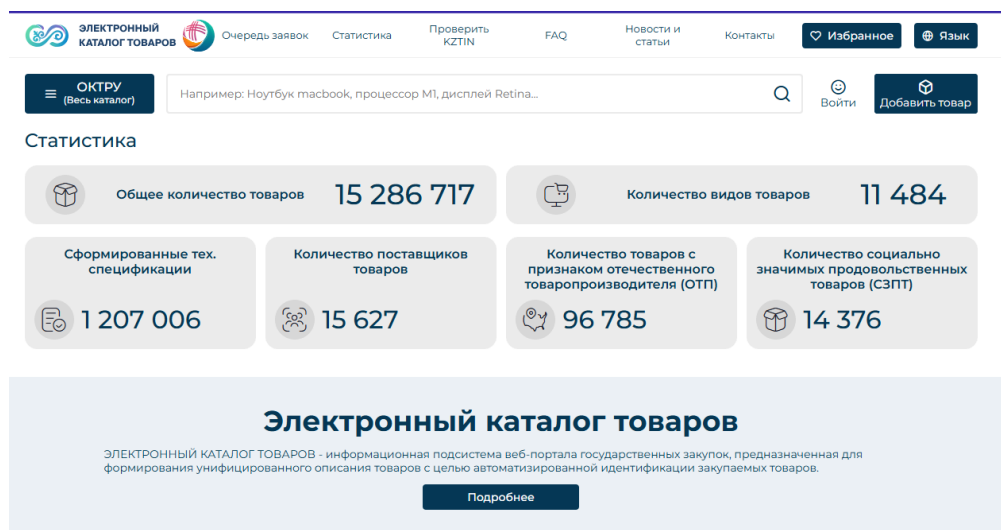 ЭЛЕКТРОННЫЙ
КАТАЛОГ ТОВАРОВ
Очередь заявок
Статистика
Проверить
KZTIN
FAQ
Новости и
статьи
Контакты
Избранное
Язык
ОКТРУ
(Весь каталог)
Например: Ноутбук macbook, процессор M1, дисплей Retina...
Войти
Добавить товар
Статистика
Общее количество товаров 15 286 717
Количество видов товаров 11 484
Сформированные тех.
спецификации
1 207 006
Количество поставщиков
товаров
15 627
Количество товаров с
признаком отечественного
товаропроизводителя (ОТП)
96 785
Количество социально
значимых продовольственных
товаров (СЗПТ)
14 376
Электронный каталог товаров
ЭЛЕКТРОННЫЙ КАТАЛОГ ТОВАРОВ - информационная подсистема веб-портала государственных закупок, предназначенная для
формирования унифицированного описания товаров с целью автоматизированной идентификации закупаемых товаров.
Подробнее